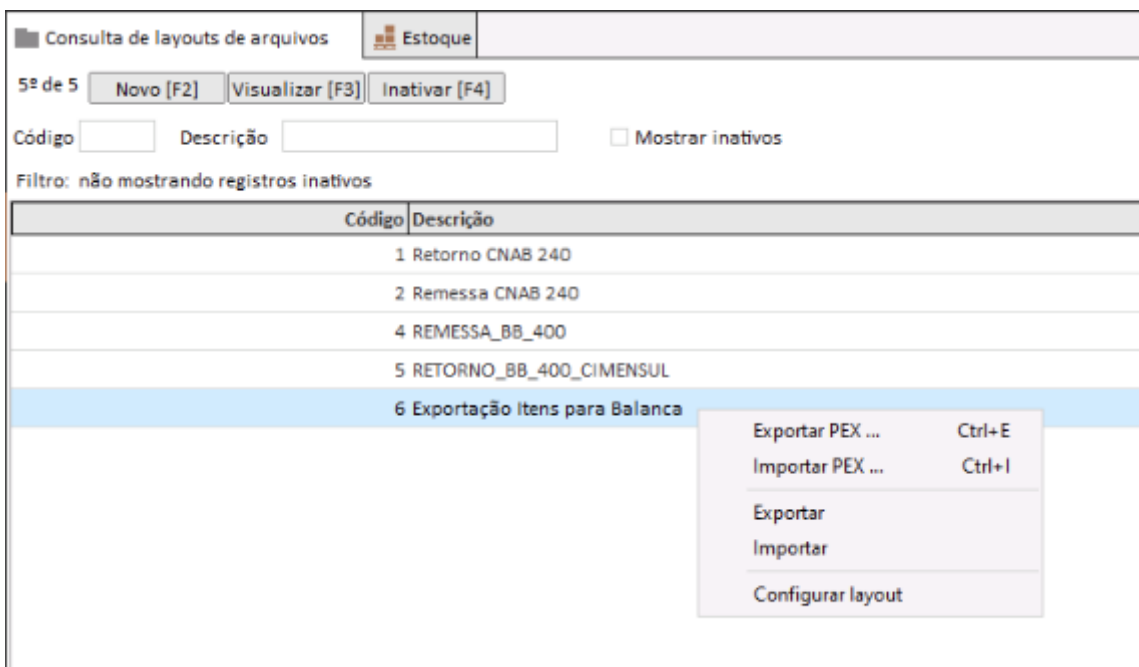 Consulta de layouts de arquivos Estoque
5º de 5 Novo [F2] Visualizar [F3] Inativar [F4]
Código Descrição Mostrar inativos
Filtro: não mostrando registros inativos
Código Descrição
1 Retorno CNAB 240
2 Remessa CNAB 240
4 REMESSA_BB_400
5 RETORNO_BB_400_CIMENSUL
6 Exportação Itens para Balanca
Exportar PEX ... Ctrl+E
Importar PEX ... Ctrl+I
Exportar
Importar
Configurar layout